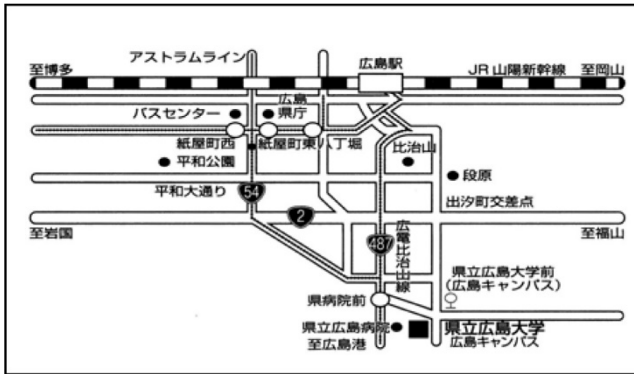 アストラムライン
広島駅
至博多
JR山陽新幹線
至岡山
バスセンター
広島
県庁
紙屋町西
紙屋町東
八丁堀
平和公園
比治山
段原
平和大通り
54
出汐町交差点
2
至岩国
至福山
487
広電比治山線
県立広島大学前
(広島キャンパス)
県病院前
県立広島病院
県立広島大学
至広島港
広島キャンパス